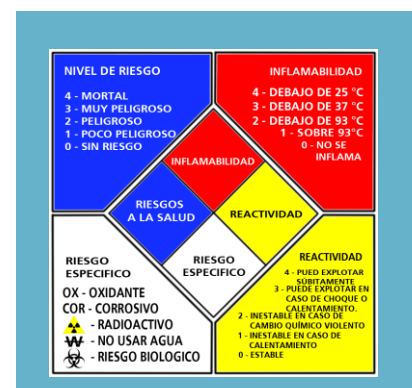 NIVEL DE RIESGO
4 - MORTAL
3 - MUY PELIGROSO
2 - PELIGROSO
1 - POCO PELIGROSO
0 - SIN RIESGO
INFLAMABILIDAD
4 - DEBAJO DE 25 °C
3 - DEBAJO DE 37 °C
2 - DEBAJO DE 93 °C
1 - SOBRE 93°C
0 - NO SE
INFLAMA
INFLAMABILIDAD
RIESGOS
A LA SALUD
REACTIVIDAD
RIESGO
ESPECIFICO
RIESGO
ESPECIFICO
OX - OXIDANTE
COR - CORROSIVO
- RADIOACTIVO
W - NO USAR AGUA
- RIESGO BIOLOGICO
REACTIVIDAD
4 - PUED EXPLOTAR
SÚBITAMENTE
3 - PUEDE EXPLOTAR EN
CASO DE CHOQUE O
CALENTAMIENTO.
2 - INESTABLE EN CASO DE
CAMBIO QUÍMICO VIOLENTO
1 - INESTABLE EN CASO DE
CALENTAMIENTO
0 - ESTABLE